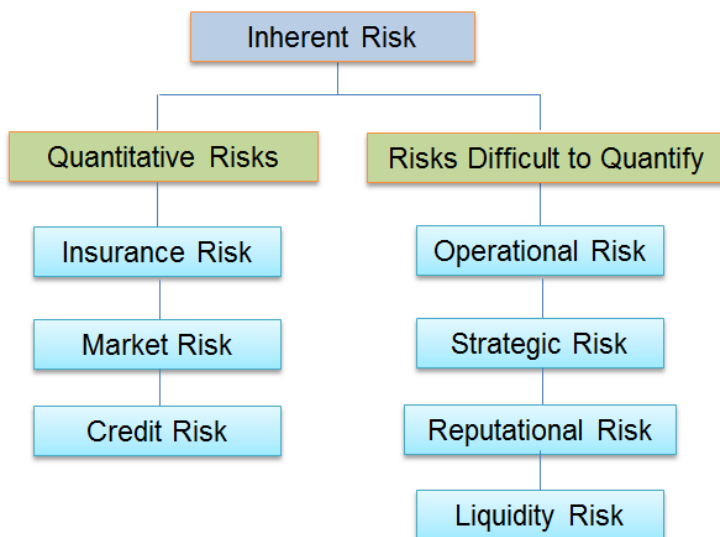 Inherent Risk
Quantitative Risks
Risks Difficult to Quantify
Insurance Risk
Operational Risk
Market Risk
Strategic Risk
Credit Risk
Reputational Risk
Liquidity Risk